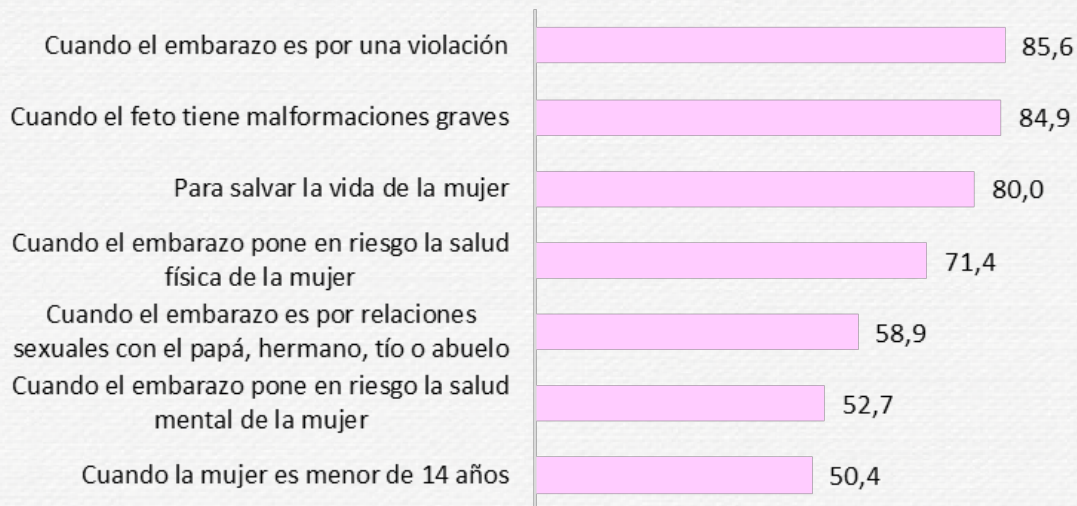 Cuando el embarazo es por una violación 85,6
Cuando el feto tiene malformaciones graves 84,9
Para salvar la vida de la mujer 80,0
Cuando el embarazo pone en riesgo la salud
física de la mujer 71,4
Cuando el embarazo es por relaciones
sexuales con el papá, hermano, tío o abuelo 58,9
Cuando el embarazo pone en riesgo la salud
mental de la mujer 52,7
Cuando la mujer es menor de 14 años 50,4